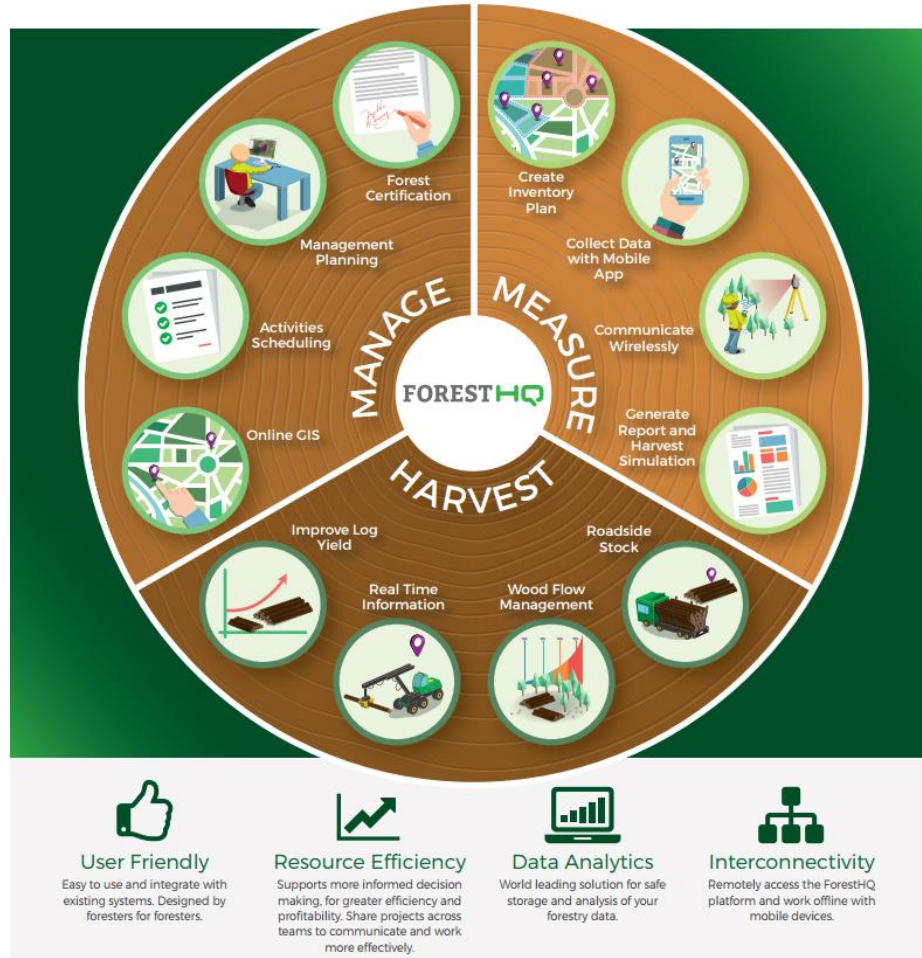 Forest
Certification
Management
Planning
Activities
Scheduling
Online GIS
MANAGE
Create
Inventory
Plan
Collect Data
with Mobile
App
Communicate
Wirelessly
Generate
Report and
Harvest
Simulation
MEASURE
FORESTHQ
HARVEST
Improve Log
Yield
Real Time
Information
Wood Flow
Management
Roadside
Stock
User Friendly
Easy to use and integrate with
existing systems. Designed by
foresters for foresters.
Resource Efficiency
Supports more informed decision
making, for greater efficiency and
profitability. Share projects across
teams to communicate and work
more effectively.
Data Analytics
World leading solution for safe
storage and analysis of your
forestry data.
Interconnectivity
Remotely access the ForestHQ
platform and work offline with
mobile devices.